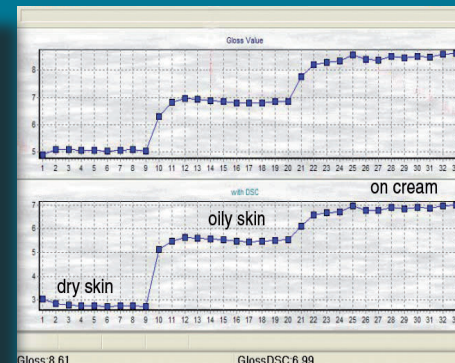 Gloss Value
8
7
6
5
1 2 3 4 5 6 7 8 9 10 11 12 13 14 15 16 17 18 19 20 21 22 23 24 25 26 27 28 29 30 31 32
with DSC
on cream
7
oily skin
6
5
4
dry skin
3
1 2 3 4 5 6 7 8 9 10 11 12 13 14 15 16 17 18 19 20 21 22 23 24 25 26 27 28 29 30 31 32
Gloss:8.61 GlossDSC:6.99